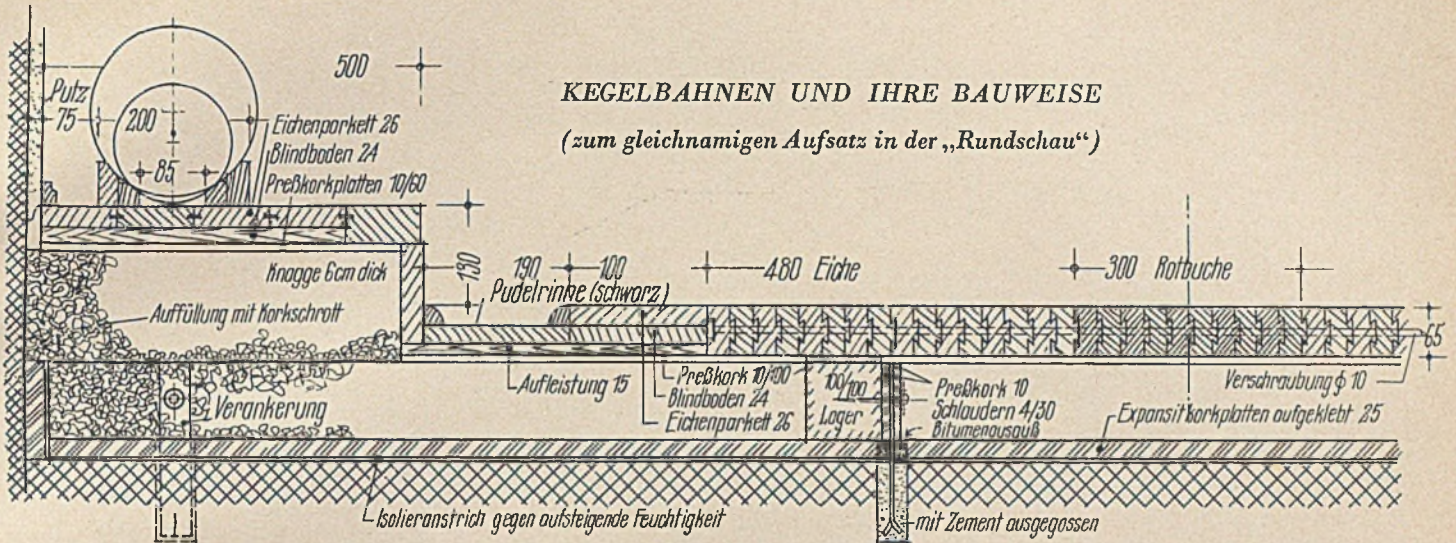 KEGELBAHNEN UND IHRE BAUWEISE
(zum gleichnamigen Aufsatz in der „Rundschau“)
500
Putz
75
200
85
Eichenparkett 26
Blindboden 24
Preßkorkplatten 10/60
Knagge 6cm dick
Auffüllung mit Korkschrott
Verankerung
130
190
100
480 Eiche
300 Rotbuche
Pudelrinne (schwarz)
65
Aufleistung 15
Preßkork 10/100
Blindboden 24
Eichenparkett 26
100/100
Lager
Preßkork 10
Schlaudern 4/30
Bitumenausguß
Verschraubung ϕ 10
Expansitkorkplatten aufgeklebt 25
Isolieranstrich gegen aufsteigende Feuchtigkeit
mit Zement ausgegossen